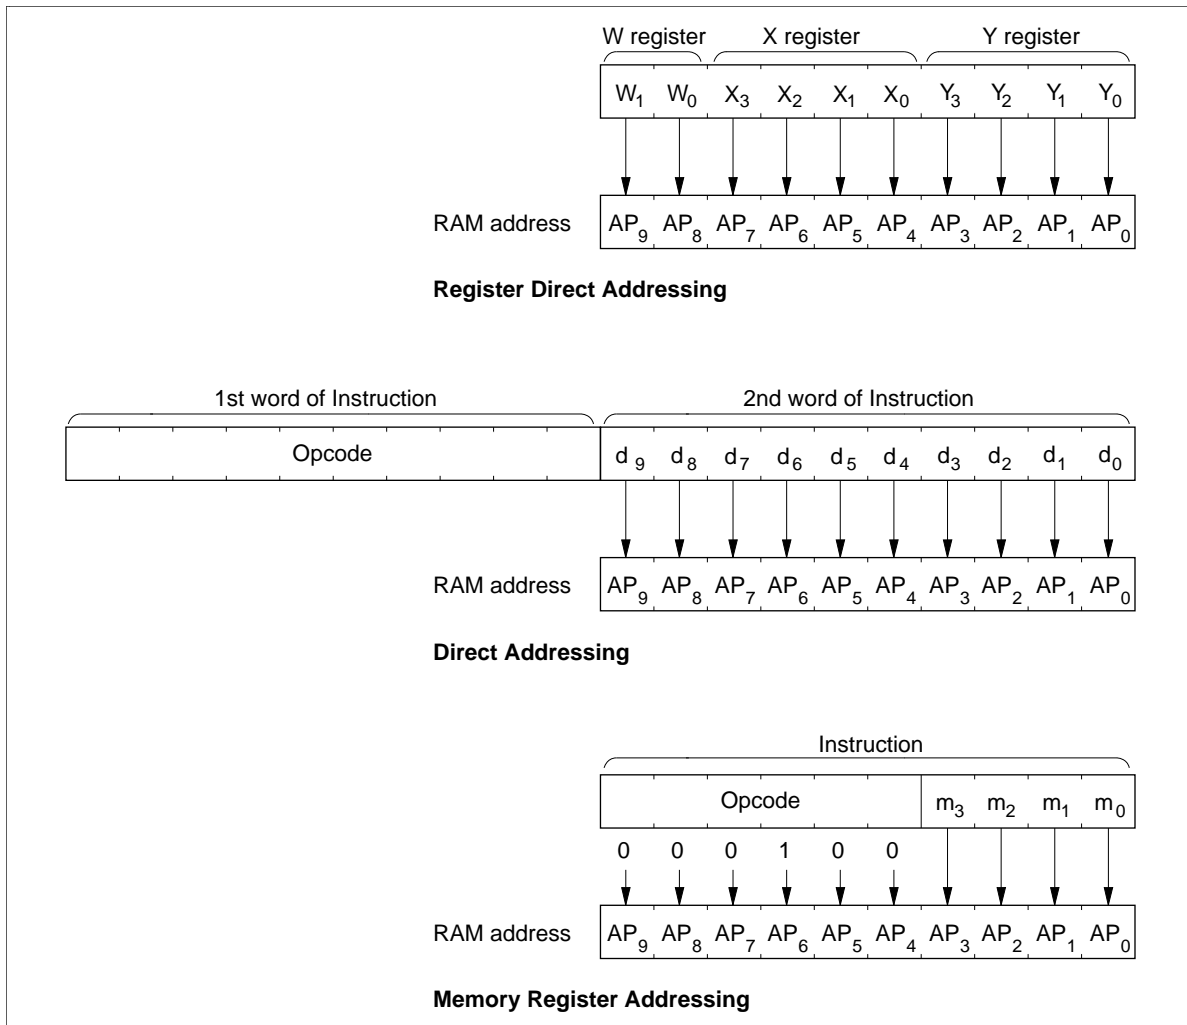 W register X register Y register
W1 W0 X3 X2 X1 X0 Y3 Y2 Y1 Y0
RAM address AP9 AP8 AP7 AP6 AP5 AP4 AP3 AP2 AP1 AP0
Register Direct Addressing
1st word of Instruction 2nd word of Instruction
Opcode d9 d8 d7 d6 d5 d4 d3 d2 d1 d0
RAM address AP9 AP8 AP7 AP6 AP5 AP4 AP3 AP2 AP1 AP0
Direct Addressing
Instruction
Opcode m3 m2 m1 m0
0 0 0 1 0 0
RAM address AP9 AP8 AP7 AP6 AP5 AP4 AP3 AP2 AP1 AP0
Memory Register Addressing